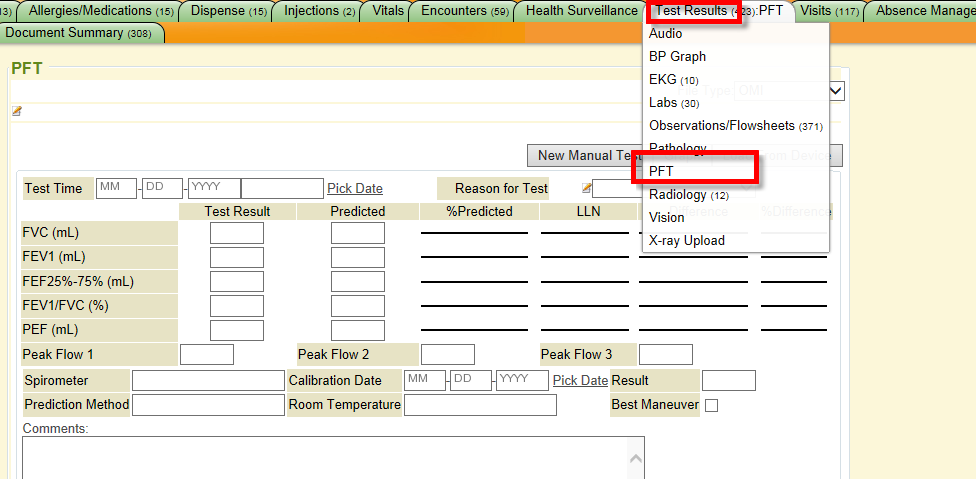 13) Allergies/Medications (15) Dispense (15) Injections (2) Vitals Encounters (59) Health Surveillance Test Results (423):PFT Visits (117) Absence Manage
Document Summary (308)
PFT
Audio
BP Graph
EKG (10)
Type OMI
Labs (30)
Observations/Flowsheets (371)
New Manual Test Pathology Device
PFT
Test Time MM - DD - YYYY Pick Date Reason for Test
Radiology (12)
Test Result Predicted %Predicted LLN Difference %Difference
Vision
FVC (mL)
X-ray Upload
FEV1 (mL)
FEF25%-75% (mL)
FEV1/FVC (%)
PEF (mL)
Peak Flow 1 Peak Flow 2 Peak Flow 3
Spirometer Calibration Date MM - DD - YYYY Pick Date Result
Prediction Method Room Temperature Best Maneuver
Comments: